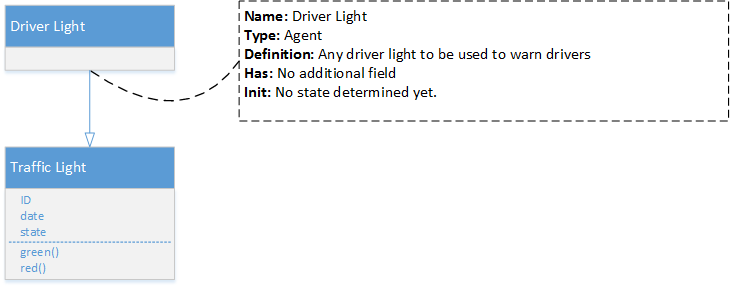 Driver Light
Name: Driver Light
Type: Agent
Definition: Any driver light to be used to warn drivers
Has: No additional field
Init: No state determined yet.
Traffic Light
ID
date
state
green()
red()